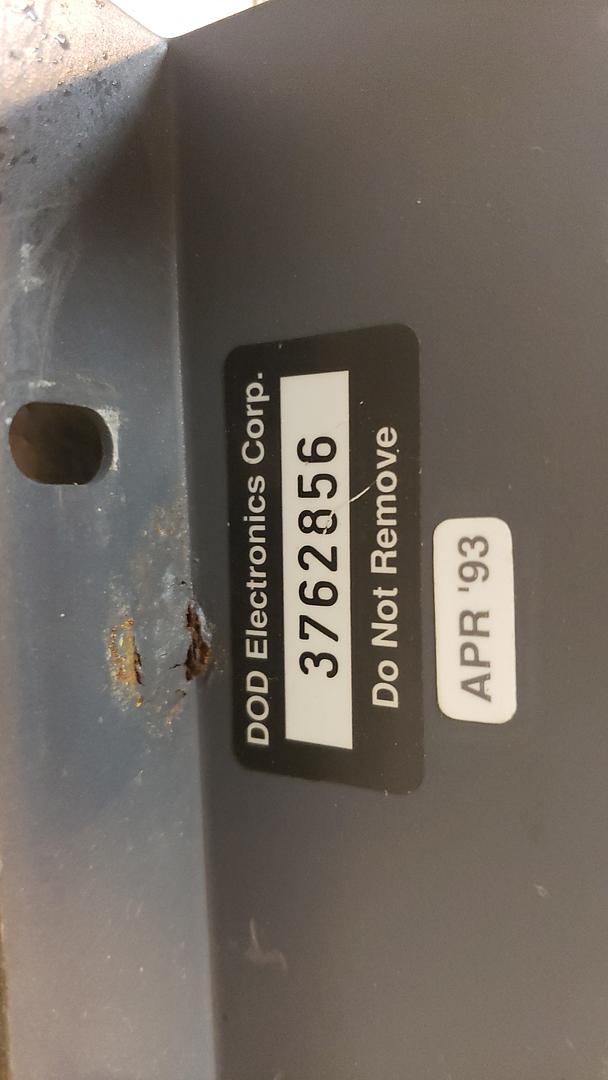 DOD Electronics Corp.
3762856
Do Not Remove
APR '93